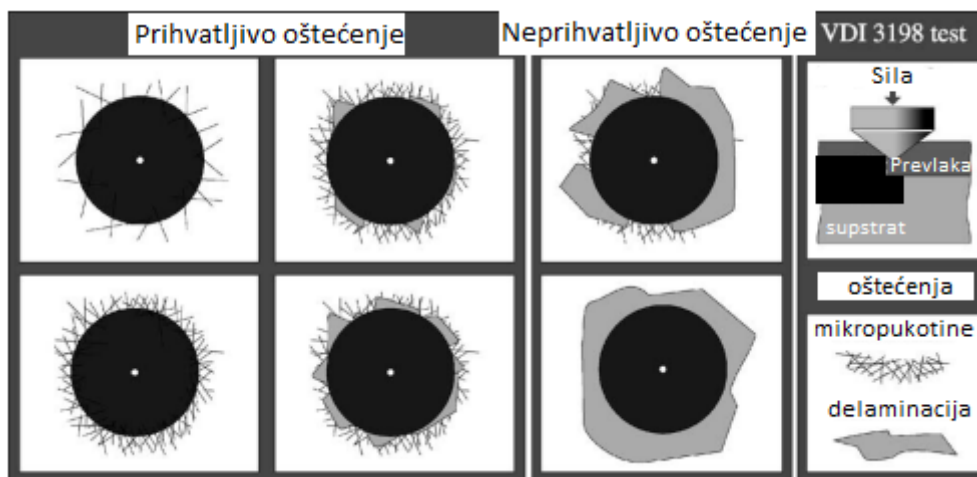 Prihvatljivo oštećenje
Neprihvatljivo oštećenje
VDI 3198 test
Sila
Prevlaka
supstrat
oštećenja
mikropukotine
delaminacija